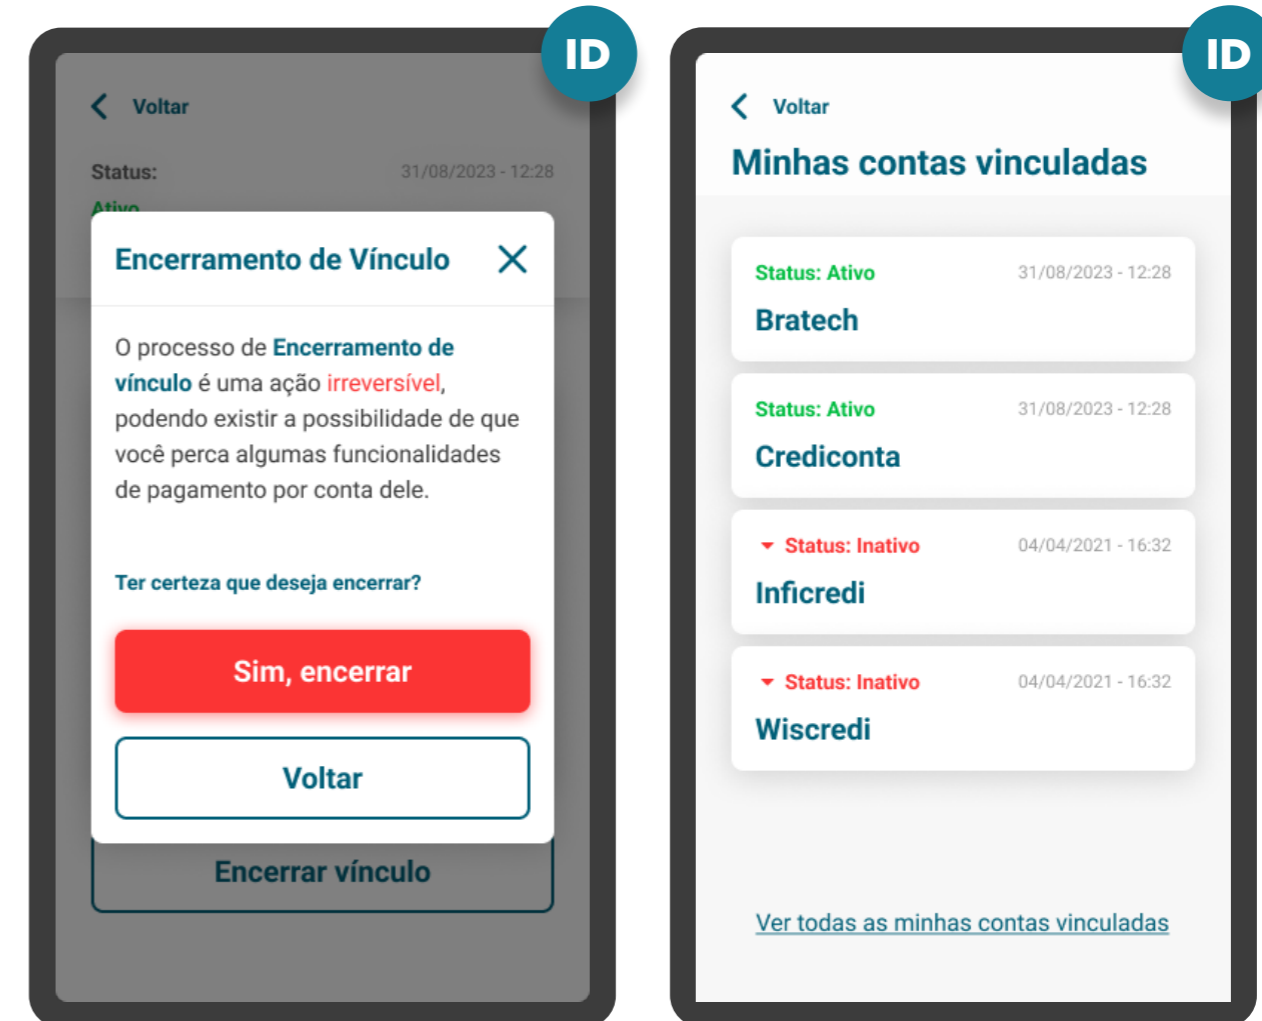 ID
Voltar
Status:
31/08/2023 - 12:28
Ativo
Encerramento de Vínculo
O processo de Encerramento de
vínculo é uma ação irreversível,
podendo existir a possibilidade de que
você perca algumas funcionalidades
de pagamento por conta dele.
Ter certeza que deseja encerrar?
Sim, encerrar
Voltar
Encerrar vínculo
ID
Voltar
Minhas contas vinculadas
Status: Ativo
31/08/2023 - 12:28
Bratech
Status: Ativo
31/08/2023 - 12:28
Crediconta
Status: Inativo
04/04/2021 - 16:32
Inficredi
Status: Inativo
04/04/2021 - 16:32
Wiscredi
Ver todas as minhas contas vinculadas